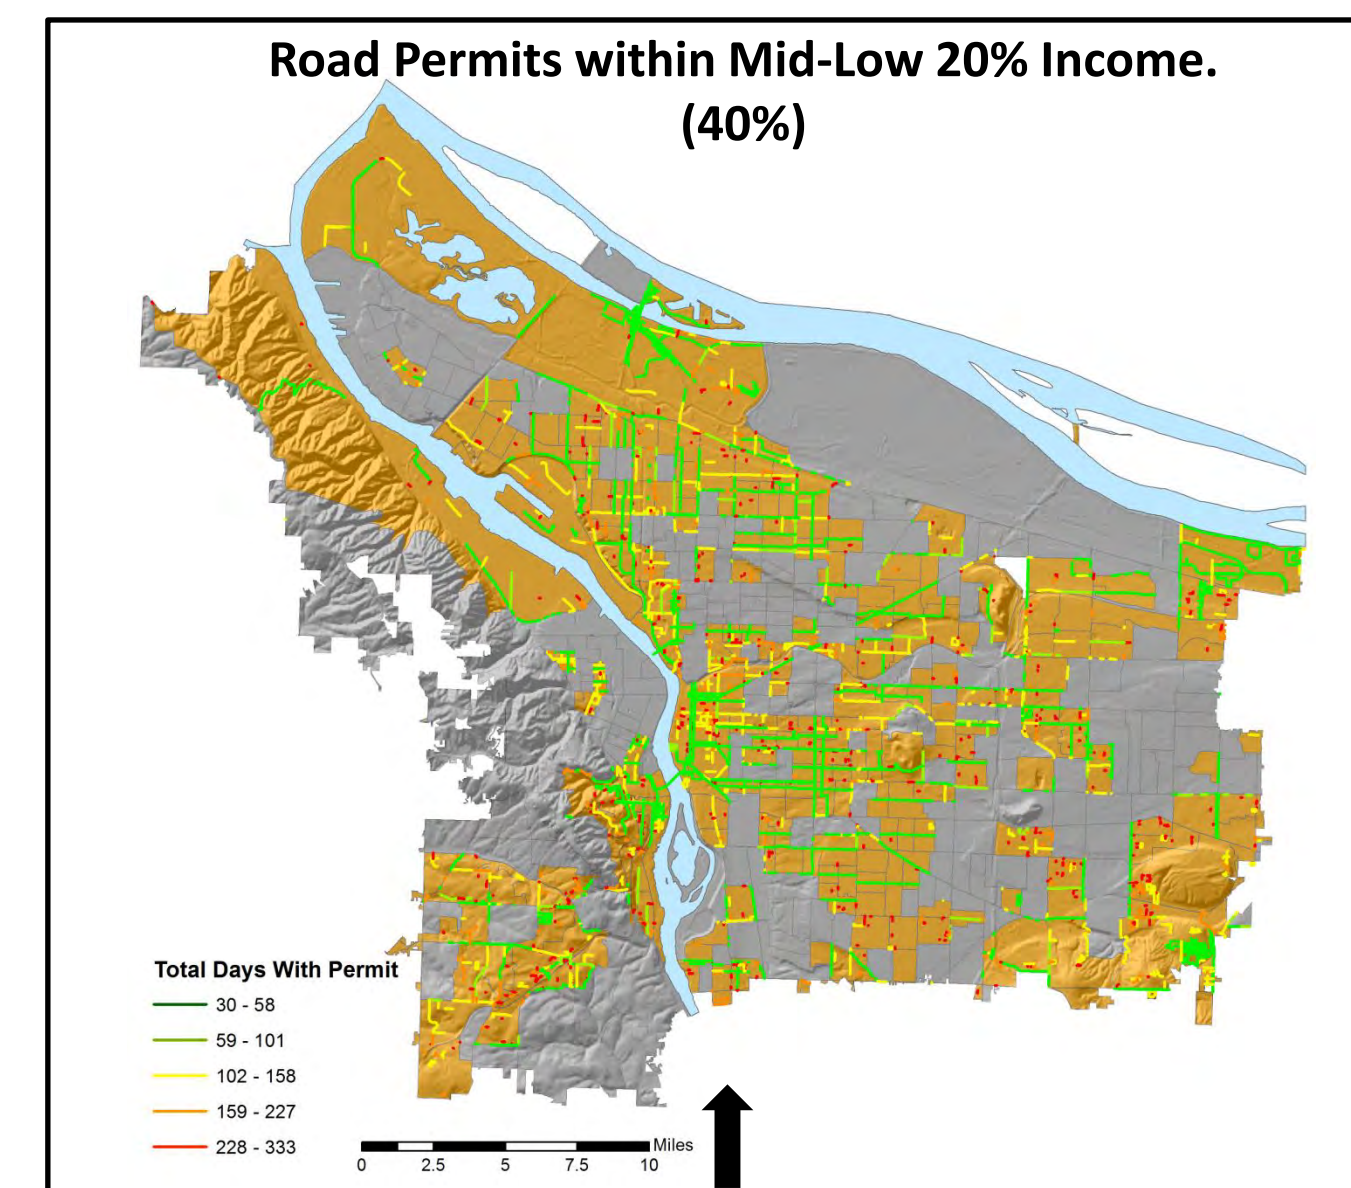 Road Permits within Mid-Low 20% Income.
(40%)
Total Days With Permit
30 - 58
59 - 101
102 - 158
159 - 227
228 - 333
Miles
0 2.5 5 7.5 10